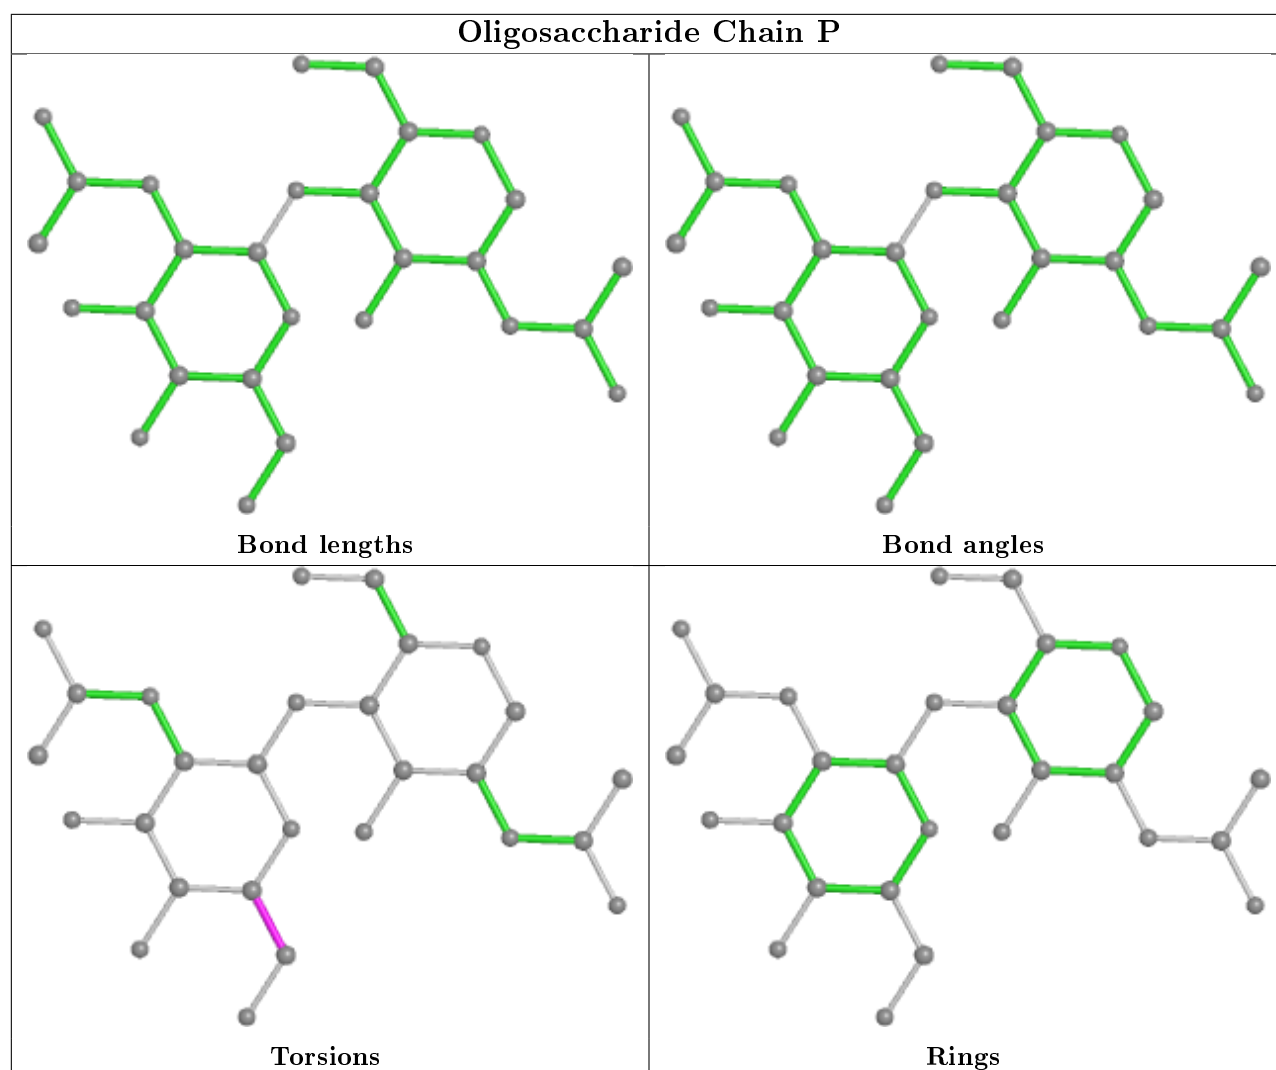 Oligosaccharide Chain P
Bond lengths
Bond angles
Torsions
Rings